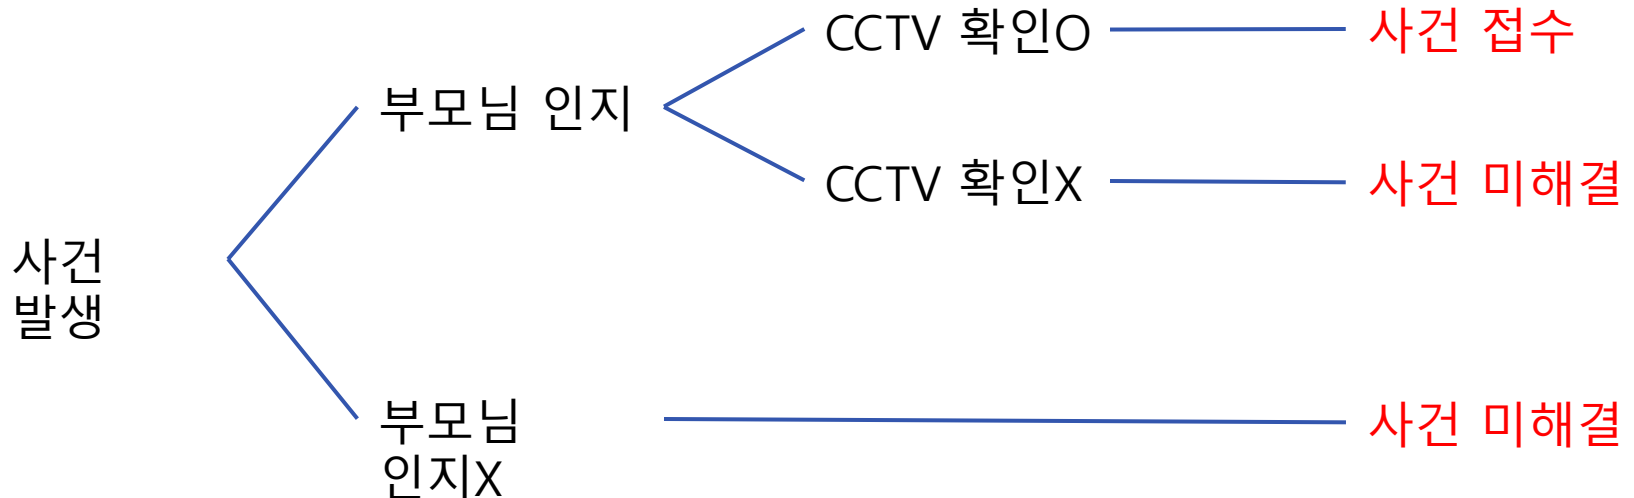 CCTV 확인O
사건 접수
부모님 인지
CCTV 확인X
사건 미해결
사건
발생
부모님
인지X
사건 미해결